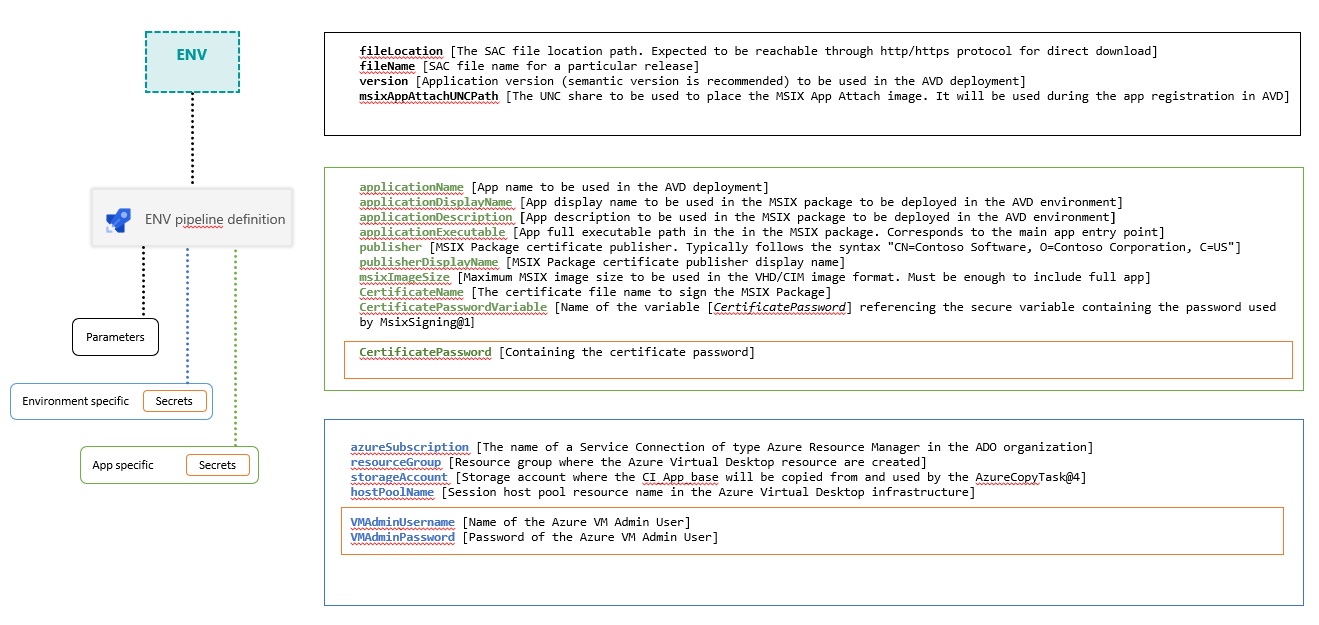 ENV
ENV pipeline definition
Parameters
Environment specific
Secrets
App specific
Secrets
fileLocation [The SAC file location path. Expected to be reachable through http/https protocol for direct download]
fileName [SAC file name for a particular release]
version [Application version (semantic version is recommended) to be used in the AVD deployment]
msixAppAttachUNCPath [The UNC share to be used to place the MSIX App Attach image. It will be used during the app registration in AVD]
applicationName [App name to be used in the AVD deployment]
applicationDisplayName [App display name to be used in the MSIX package to be deployed in the AVD environment]
applicationDescription [App description to be used in the MSIX package to be deployed in the AVD environment]
applicationExecutable [App full executable path in the in the MSIX package. Corresponds to the main app entry point]
publisher [MSIX Package certificate publisher. Typically follows the syntax "CN=Contoso Software, O=Contoso Corporation, C=US"]
publisherDisplayName [MSIX Package certificate publisher display name]
msixImageSize [Maximum MSIX image size to be used in the VHD/CIM image format. Must be enough to include full app]
CertificateName [The certificate file name to sign the MSIX Package]
CertificatePasswordVariable [Name of the variable [CertificatePassword] referencing the secure variable containing the password used
by MsixSigning@1]
CertificatePassword [Containing the certificate password]
azureSubscription [The name of a Service Connection of type Azure Resource Manager in the ADO organization]
resourceGroup [Resource group where the Azure Virtual Desktop resource are created]
storageAccount [Storage account where the CI_App_base will be copied from and used by the AzureCopyTask@4]
hostPoolName [Session host pool resource name in the Azure Virtual Desktop infrastructure]
VMAdminUsername [Name of the Azure VM Admin User]
VMAdminPassword [Password of the Azure VM Admin User]